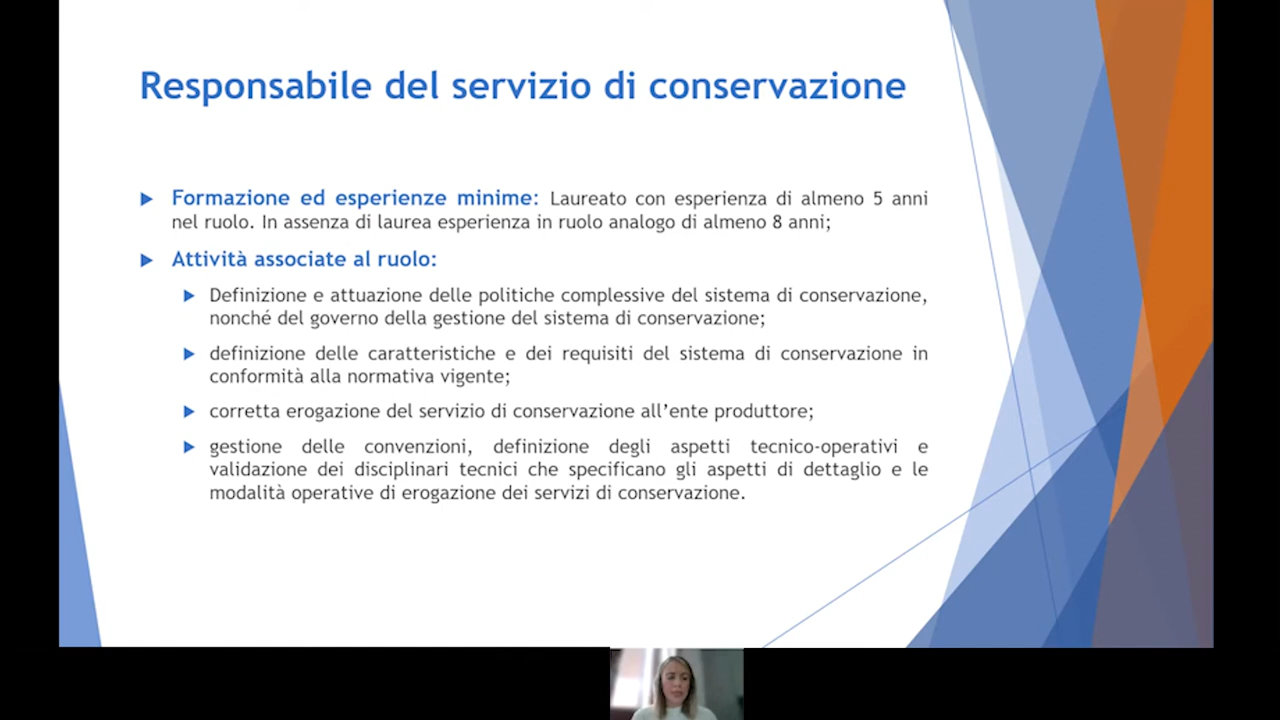 Responsabile del servizio di conservazione
Formazione ed esperienze minime: Laureato con esperienza di almeno 5 anni
nel ruolo. In assenza di laurea esperienza in ruolo analogo di almeno 8 anni;
Attività associate al ruolo:
Definizione e attuazione delle politiche complessive del sistema di conservazione,
nonché del governo della gestione del sistema di conservazione;
definizione delle caratteristiche e dei requisiti del sistema di conservazione in
conformità alla normativa vigente;
corretta erogazione del servizio di conservazione all’ente produttore;
gestione delle convenzioni, definizione degli aspetti tecnico-operativi e
validazione dei disciplinari tecnici che specificano gli aspetti di dettaglio e le
modalità operative di erogazione dei servizi di conservazione.